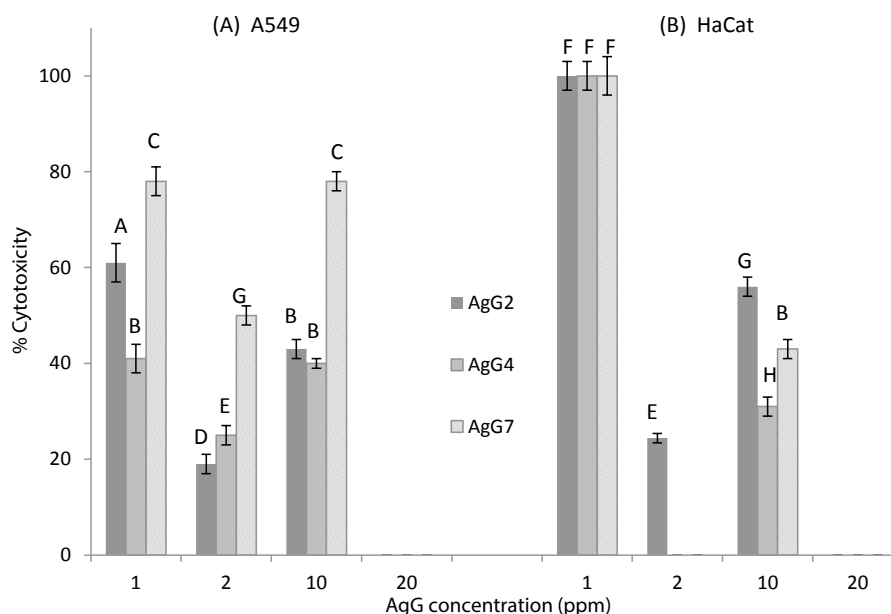 (A) A549
(B) HaCat
F F F
100
C
C
80
A
G
60
G
B
B
B B
40
H
E
E
D
20
0
% Cytotoxicity
AgG2
AgG4
AgG7
1 2 10 20 1 2 10 20
AgG concentration (ppm)